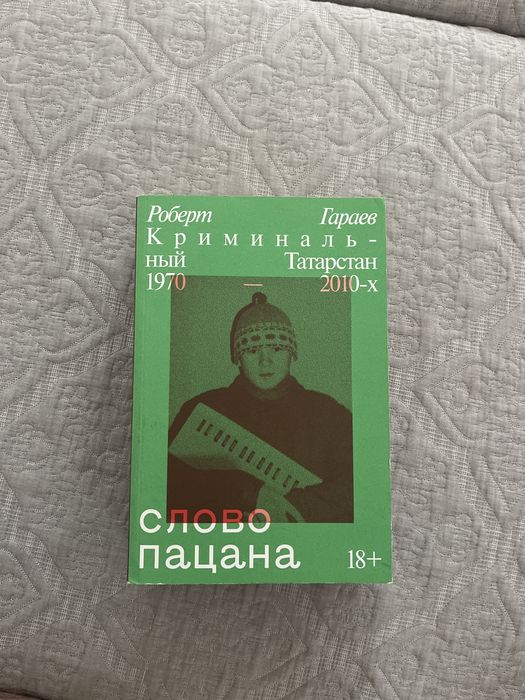 Роберт Гараев
Криминаль-
ный Татарстан
1970 — 2010-х
слово
пацана 18+